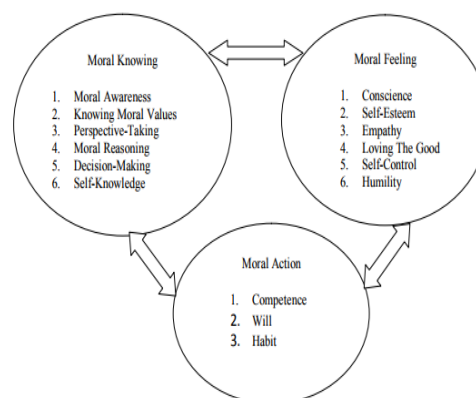 Moral Knowing
1. Moral Awareness
2. Knowing Moral Values
3. Perspective-Taking
4. Moral Reasoning
5. Decision-Making
6. Self-Knowledge
Moral Feeling
1. Conscience
2. Self-Esteem
3. Empathy
4. Loving The Good
5. Self-Control
6. Humility
Moral Action
1. Competence
2. Will
3. Habit